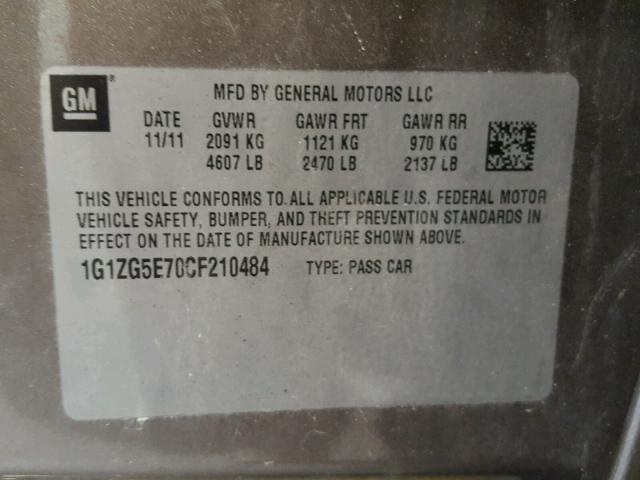 GM®
MFD BY GENERAL MOTORS LLC
DATE GVWR GAWR FRT GAWR RR
11/11 2091 KG 1121 KG 970 KG
4607 LB 2470 LB 2137 LB
THIS VEHICLE CONFORMS TO ALL APPLICABLE U.S. FEDERAL MOTOR
VEHICLE SAFETY, BUMPER, AND THEFT PREVENTION STANDARDS IN
EFFECT ON THE DATE OF MANUFACTURE SHOWN ABOVE.
1G1ZG5E70CF210484 TYPE: PASS CAR